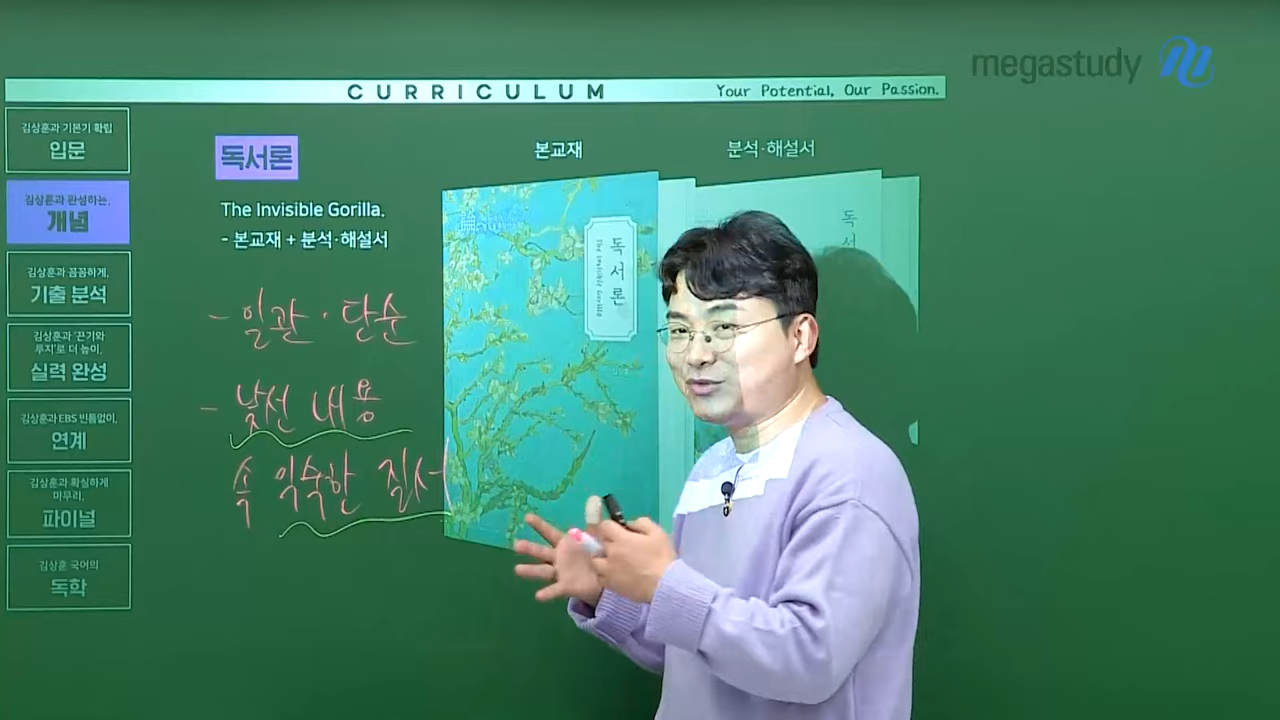 megastudy
CURRICULUM
Your Potential, Our Passion.
김상훈과 기본기 확립
입문
김상훈과 완성하는,
개념
김상훈과 꼼꼼하게,
기출 분석
김상훈과 '끈기와
투지'로 더 높이,
실력 완성
김상훈과 EBS 빈틈없이,
연계
김상훈과 확실하게
마무리,
파이널
김상훈 국어의
독학
독서론
The Invisible Gorilla.
- 본교재 + 분석·해설서
- 일관 · 단순
- 낯선 내용
속 익숙한 질서
본교재
분석·해설서
독서론
The Invisible Gorilla
독서